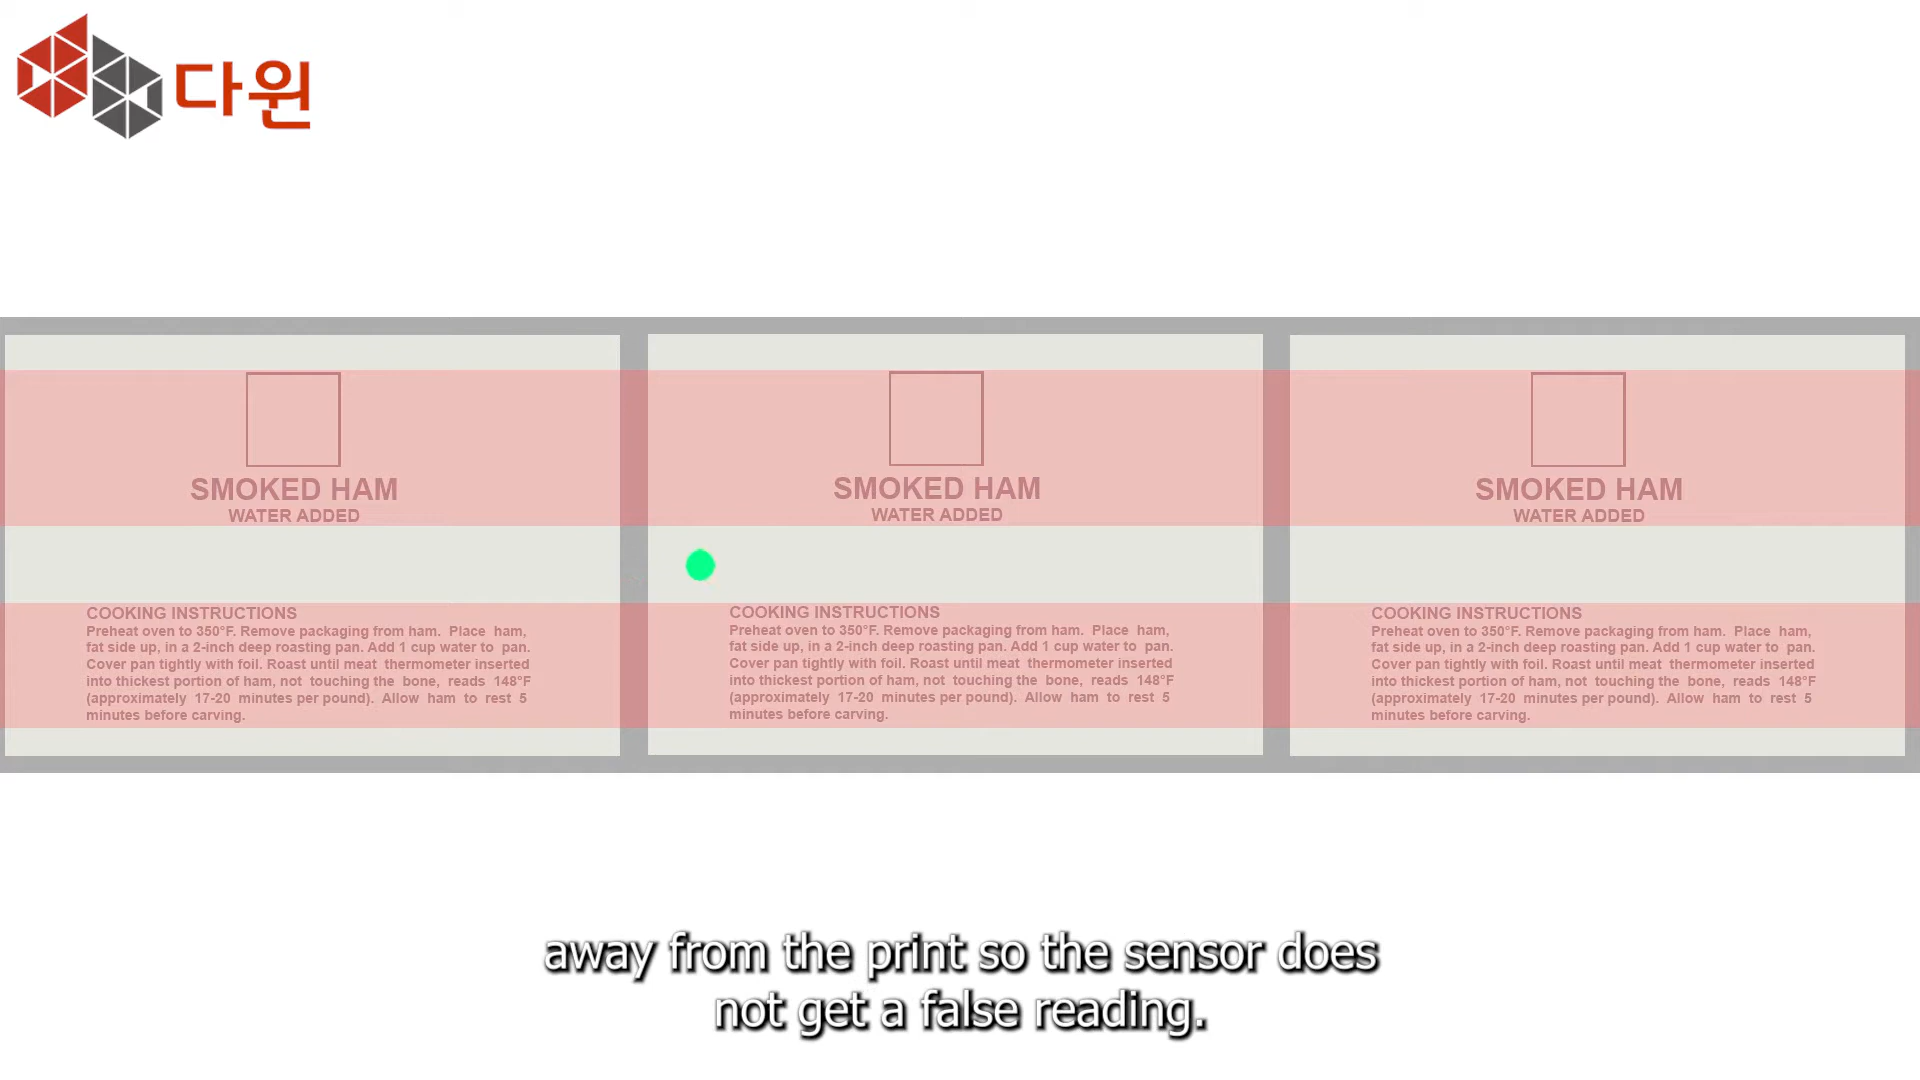 다윈
SMOKED HAM
WATER ADDED
COOKING INSTRUCTIONS
Preheat oven to 350°F. Remove packaging from ham. Place ham,
fat side up, in a 2-inch deep roasting pan. Add 1 cup water to pan.
Cover pan tightly with foil. Roast until meat thermometer inserted
into thickest portion of ham, not touching the bone, reads 148°F
(approximately 17-20 minutes per pound). Allow ham to rest 5
minutes before carving.
SMOKED HAM
WATER ADDED
COOKING INSTRUCTIONS
Preheat oven to 350°F. Remove packaging from ham. Place ham,
fat side up, in a 2-inch deep roasting pan. Add 1 cup water to pan.
Cover pan tightly with foil. Roast until meat thermometer inserted
into thickest portion of ham, not touching the bone, reads 148°F
(approximately 17-20 minutes per pound). Allow ham to rest 5
minutes before carving.
SMOKED HAM
WATER ADDED
COOKING INSTRUCTIONS
Preheat oven to 350°F. Remove packaging from ham. Place ham,
fat side up, in a 2-inch deep roasting pan. Add 1 cup water to pan.
Cover pan tightly with foil. Roast until meat thermometer inserted
into thickest portion of ham, not touching the bone, reads 148°F
(approximately 17-20 minutes per pound). Allow ham to rest 5
minutes before carving.
away from the print so the sensor does
not get a false reading.